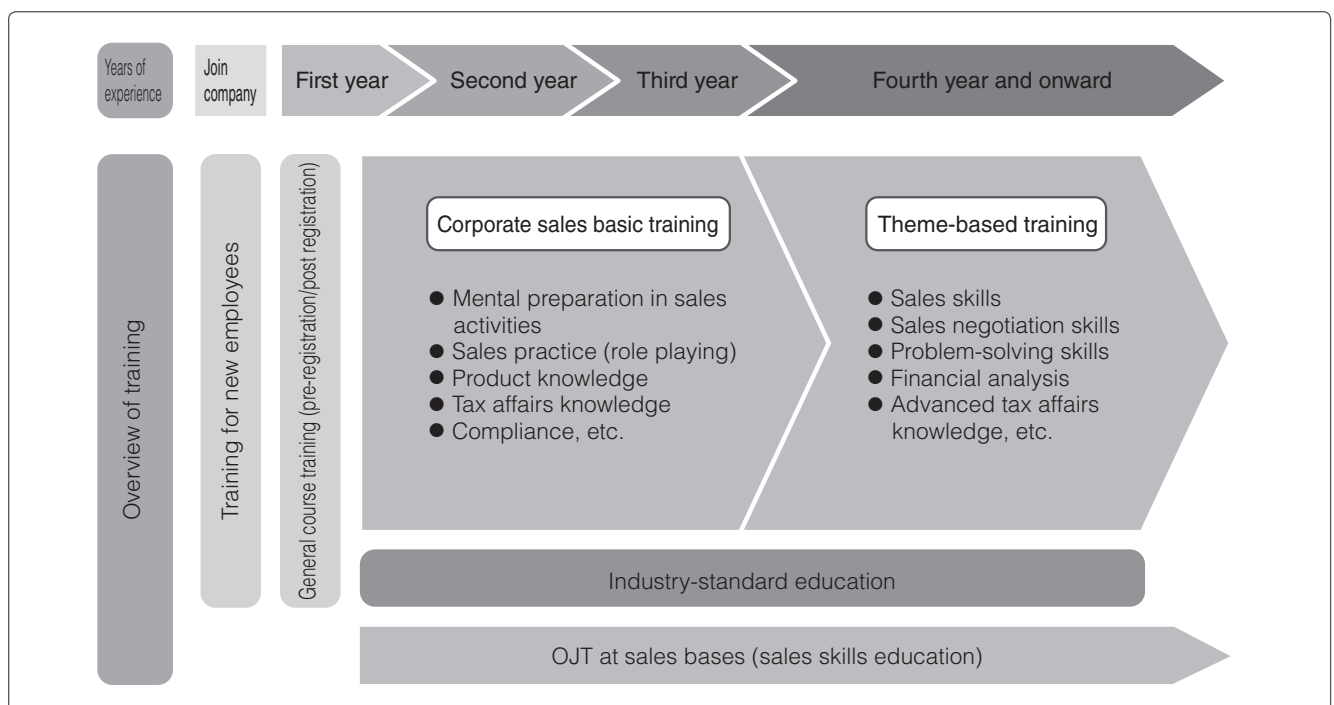 Years of
experience
Join
company
First year
Second year
Third year
Fourth year and onward
Overview of training
Training for new employees
General course training (pre-registration/post registration)
Corporate sales basic training
● Mental preparation in sales
activities
● Sales practice (role playing)
● Product knowledge
● Tax affairs knowledge
● Compliance, etc.
Theme-based training
● Sales skills
● Sales negotiation skills
● Problem-solving skills
● Financial analysis
● Advanced tax affairs
knowledge, etc.
Industry-standard education
OJT at sales bases (sales skills education)